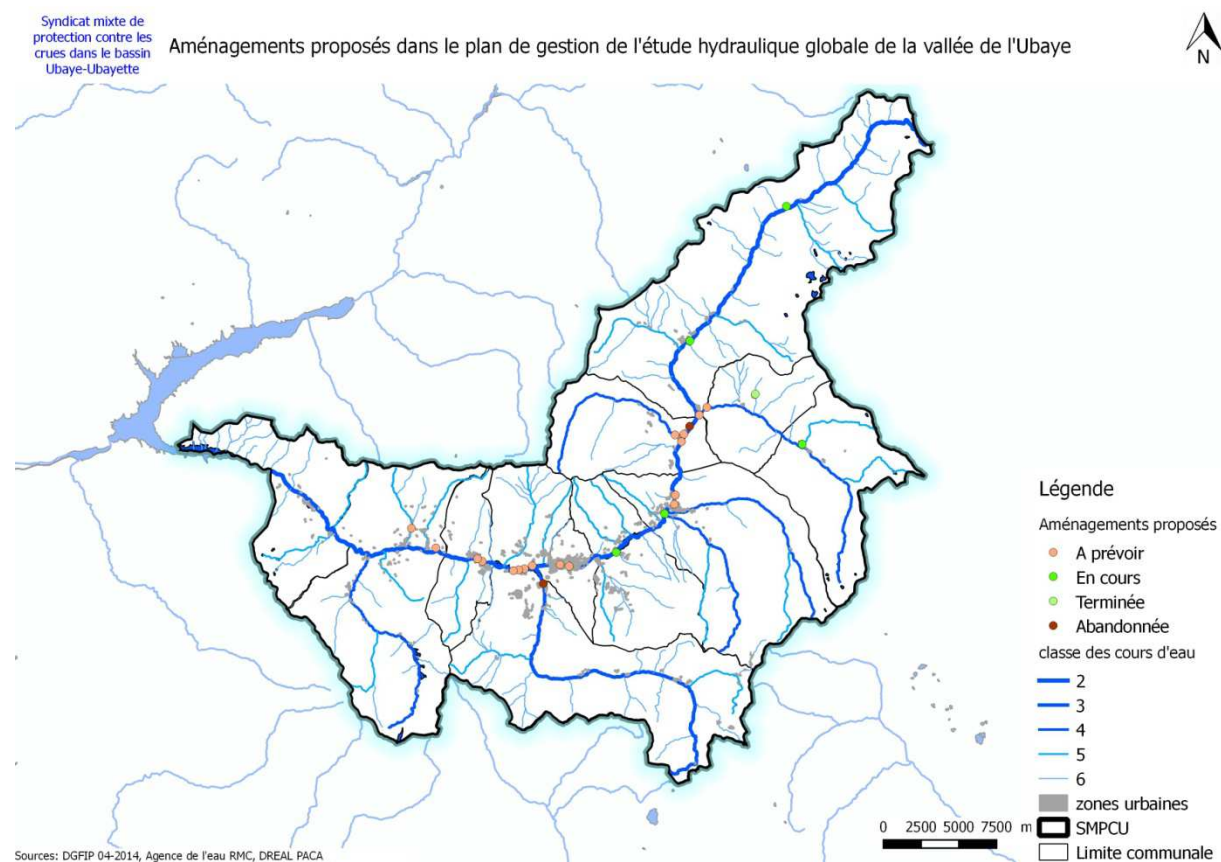 Syndicat mixte de
protection contre les
crues dans le bassin
Ubaye-Ubayette
Aménagements proposés dans le plan de gestion de l'étude hydraulique globale de la vallée de l'Ubaye
N
Légende
Aménagements proposés
A prévoir
En cours
Terminée
Abandonnée
classe des cours d'eau
2
3
4
5
6
zones urbaines
SMPCU
Limite communale
0 2500 5000 7500 m
Sources: DGFIP 04-2014, Agence de l'eau RMC, DREAL PACA